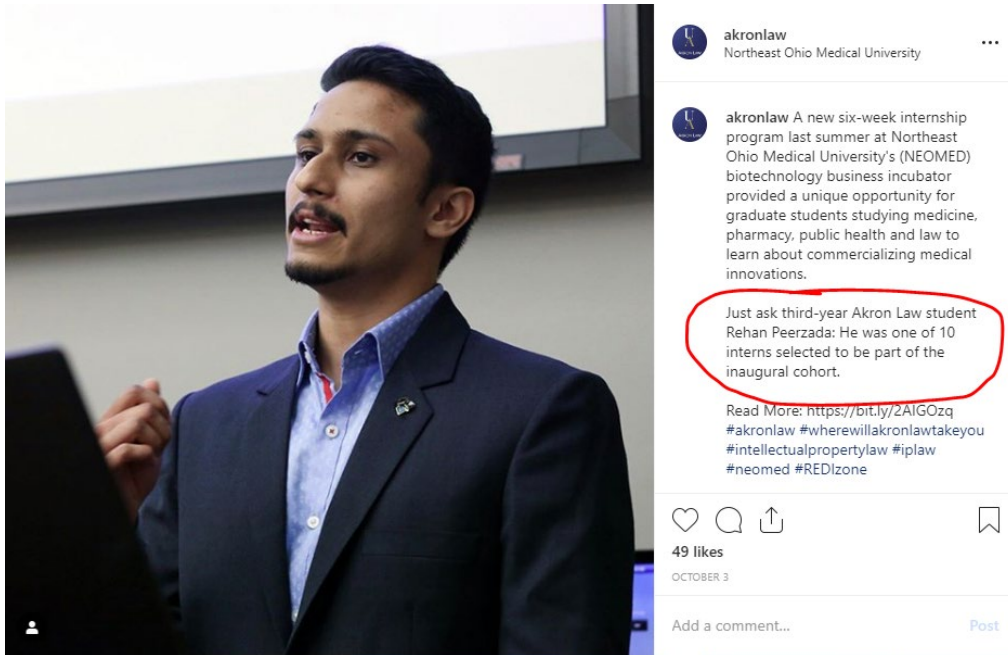 akronlaw
Northeast Ohio Medical University
akronlaw A new six-week internship
program last summer at Northeast
Ohio Medical University's (NEOMED)
biotechnology business incubator
provided a unique opportunity for
graduate students studying medicine,
pharmacy, public health and law to
learn about commercializing medical
innovations.
Just ask third-year Akron Law student
Rehan Peerzada: He was one of 10
interns selected to be part of the
inaugural cohort.
Read More: https://bit.ly/2AIGOzq
#akronlaw #wherewillakronlawtakeyou
#intellectualpropertylaw #iplaw
#neomed #REDIzone
49 likes
OCTOBER 3
Add a comment...
Post